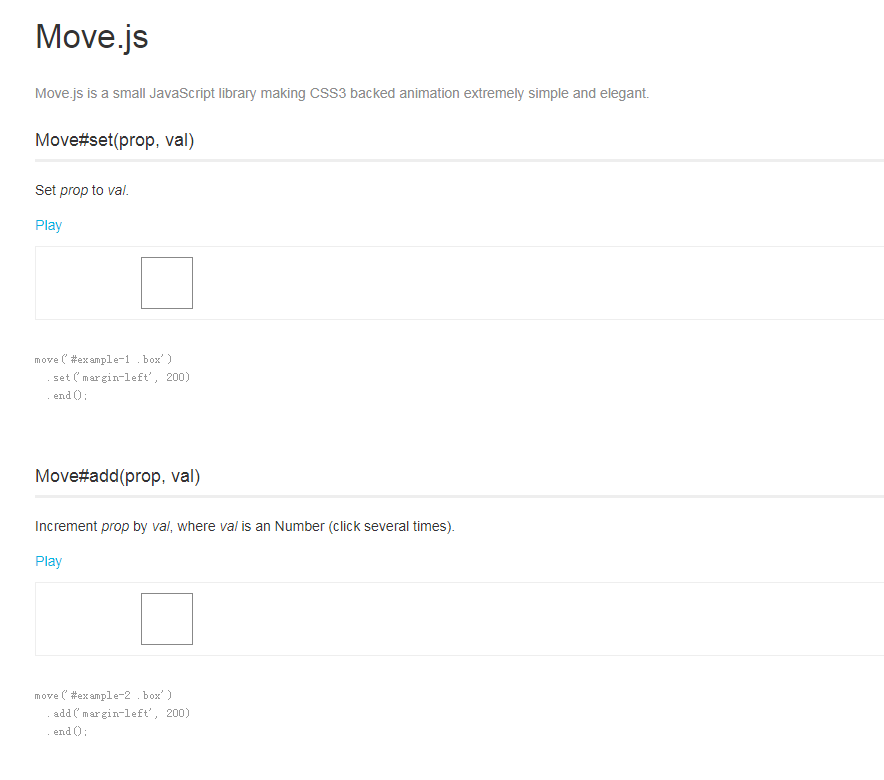 Move.js
Move.js is a small JavaScript library making CSS3 backed animation extremely simple and elegant.
Move#set(prop, val)
Set prop to val.
Play
move('#example-1 .box')
  .set('margin-left', 200)
  .end();
Move#add(prop, val)
Increment prop by val, where val is an Number (click several times).
Play
move('#example-2 .box')
  .add('margin-left', 200)
  .end();